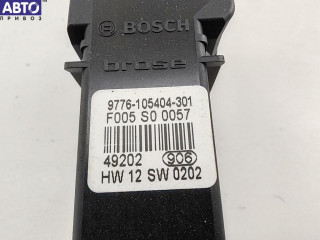 АВТО
ПРИВОЗ
BOSCH
brose
9776-105404-301
F005 S0 0057
49202 906
HW 12 SW 0202